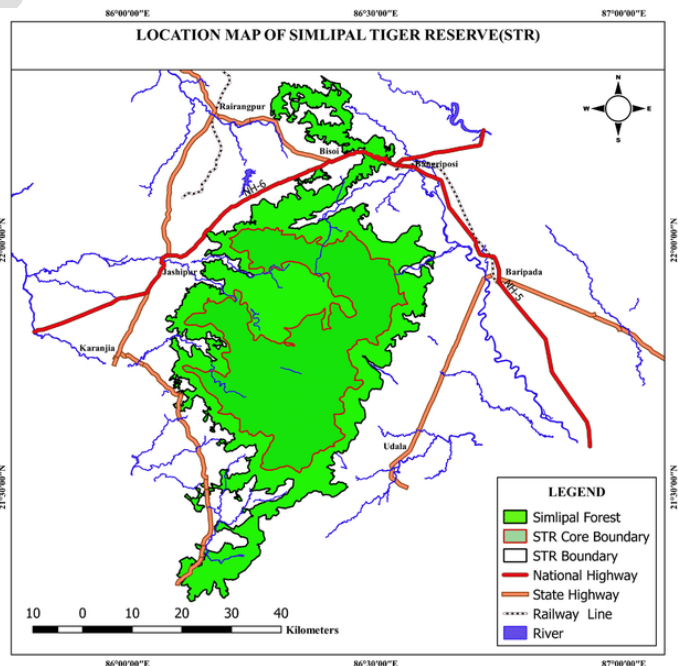 86°00'00"E 86°30'00"E 87°00'00"E
LOCATION MAP OF SIMLIPAL TIGER RESERVE(STR)
N
W E
S
Rairangpur
Bisoi
Bangriposi
NH-6
22°00'00"N 22°00'00"N
Jashipur
Baripada
NH-5
Karanjia
Udala
21°30'00"N 21°30'00"N
LEGEND
Simlipal Forest
STR Core Boundary
STR Boundary
National Highway
State Highway
Railway Line
River
10 0 10 20 30 40
Kilometers
86°00'00"E 86°30'00"E 87°00'00"E